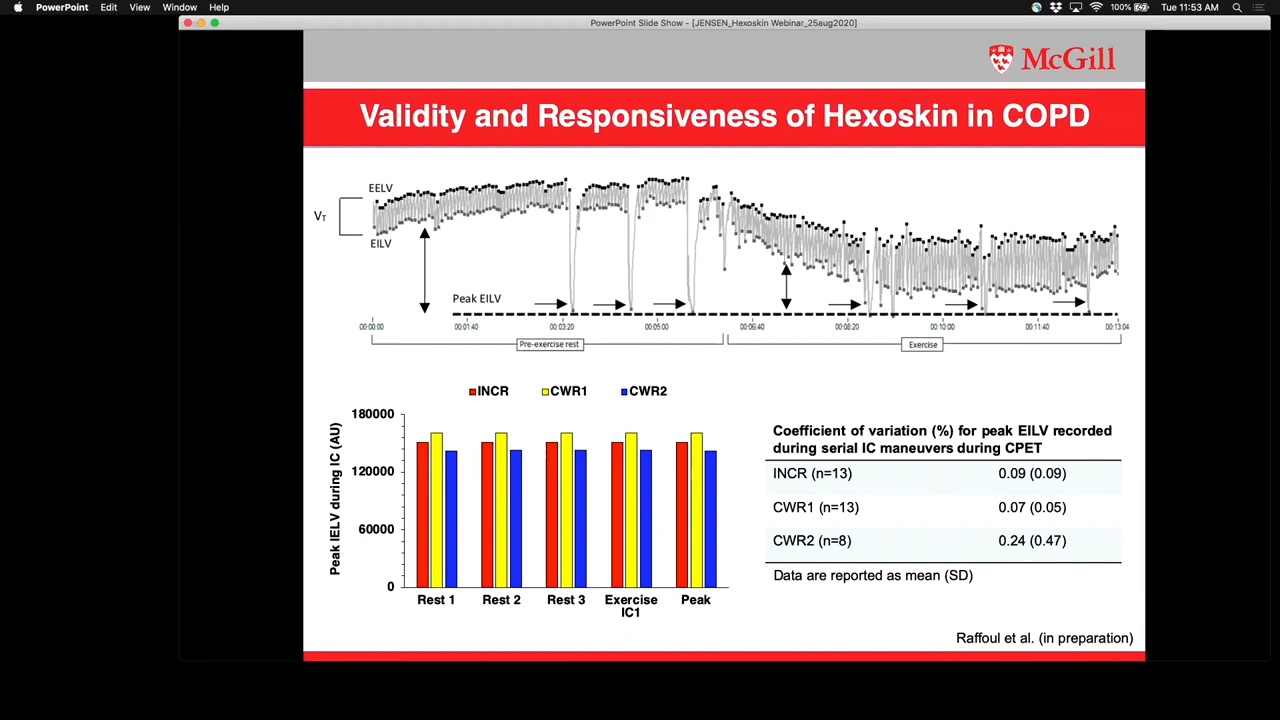 PowerPoint Edit View Window Help 100% Tue 11:53 AM
PowerPoint Slide Show - [JENSEN_Hexoskin Webinar_25aug2020]
McGill
Validity and Responsiveness of Hexoskin in COPD
EELV
VT
EILV
Peak EILV
00:00:00 00:01:40 00:03:20 00:05:00 00:06:40 00:08:20 00:10:00 00:11:40 00:13:04
Pre-exercise rest Exercise
INCR CWR1 CWR2
Peak IELV during IC (AU)
180000
120000
60000
0
Rest 1 Rest 2 Rest 3 Exercise IC1 Peak
Coefficient of variation (%) for peak EILV recorded
during serial IC maneuvers during CPET
INCR (n=13) 0.09 (0.09)
CWR1 (n=13) 0.07 (0.05)
CWR2 (n=8) 0.24 (0.47)
Data are reported as mean (SD)
Raffoul et al. (in preparation)